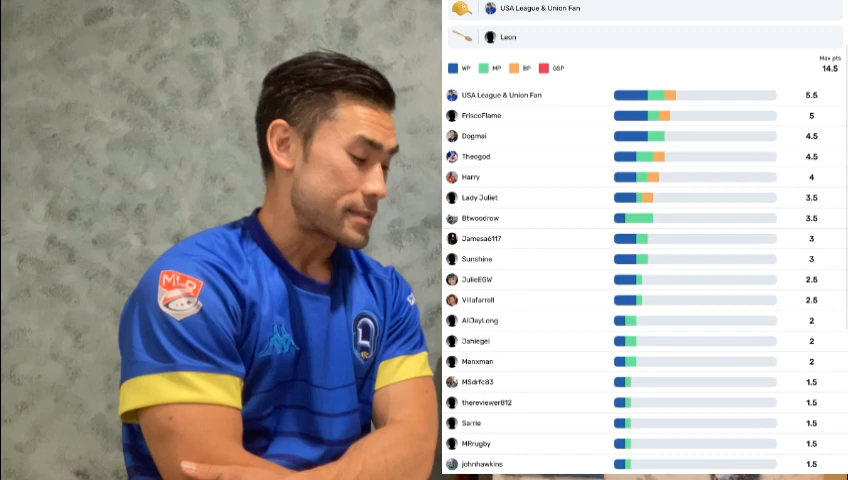 USA League & Union Fan
Leon
Max pts
WP MP BP GSP 14.5
USA League & Union Fan 5.5
FriscoFlame 5
Dogmai 4.5
Theogod 4.5
Harry 4
Lady Juliet 3.5
Btwoodrow 3.5
Jamesa6117 3
Sunshine 3
JulieEGW 2.5
Villafarrell 2.5
AliJayLong 2
Jahiegel 2
Manxman 2
MSdrfc83 1.5
thereviewer812 1.5
Sarrie 1.5
MRrugby 1.5
johnhawkins 1.5
MLR